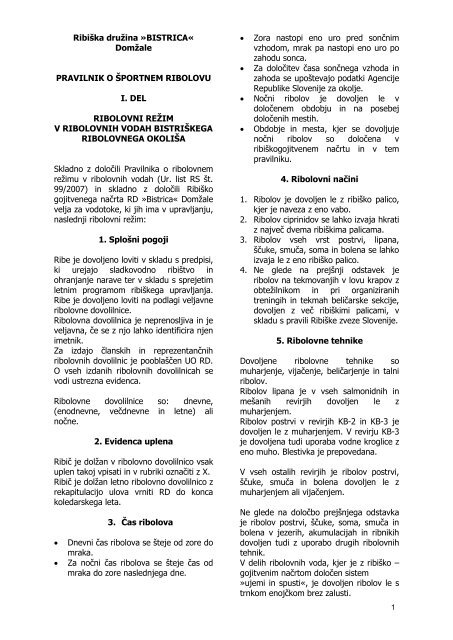 Ribiška družina »BISTRICA«
Domžale
PRAVILNIK O ŠPORTNEM RIBOLOVU
I. DEL
RIBOLOVNI REŽIM
V RIBOLOVNIH VODAH BISTRIŠKEGA
RIBOLOVNEGA OKOLIŠA
Skladno z določili Pravilnika o ribolovnem
režimu v ribolovnih vodah (Ur. list RS št.
99/2007) in skladno z določili Ribiško
gojitvenega načrta RD »Bistrica« Domžale
velja za vodotoke, ki jih ima v upravljanju,
naslednji ribolovni režim:
1. Splošni pogoji
Ribe je dovoljeno loviti v skladu s predpisi,
ki urejajo sladkovodno ribištvo in
ohranjanje narave ter v skladu s sprejetim
letnim programom ribiškega upravljanja.
Ribe je dovoljeno loviti na podlagi veljavne
ribolovne dovolilnice.
Ribolovna dovolilnica je neprenosljiva in je
veljavna, če se z njo lahko identificira njen
imetnik.
Za izdajo članskih in reprezentančnih
ribolovnih dovolilnic je pooblaščen UO RD.
O vseh izdanih ribolovnih dovolilnicah se
vodi ustrezna evidenca.
Ribolovne dovolilnice so: dnevne,
(enodnevne, večdnevne in letne) ali
nočne.
2. Evidenca uplena
Ribič je dolžan v ribolovno dovolilnico vsak
uplen takoj vpisati in v rubriki označiti z X.
Ribič je dolžan letno ribolovno dovolilnico z
rekapitulacijo ulova vrniti RD do konca
koledarskega leta.
3. Čas ribolova
• Dnevni čas ribolova se šteje od zore do
mraka.
• Za nočni čas ribolova se šteje čas od
mraka do zore naslednjega dne.
• Zora nastopi eno uro pred sončnim
vzhodom, mrak pa nastopi eno uro po
zahodu sonca.
• Za določitev časa sončnega vzhoda in
zahoda se upoštevajo podatki Agencije
Republike Slovenije za okolje.
• Nočni ribolov je dovoljen le v
določenem obdobju in na posebej
določenih mestih.
• Obdobje in mesta, kjer se dovoljuje
nočni ribolov so določena v
ribiškogojitvenem načrtu in v tem
pravilniku.
4. Ribolovni načini
1. Ribolov je dovoljen le z ribiško palico,
kjer je naveza z eno vabo.
2. Ribolov ciprinidov se lahko izvaja hkrati
z največ dvema ribiškima palicama.
3. Ribolov vseh vrst postrvi, lipana,
ščuke, smuča, soma in bolena se lahko
izvaja le z eno ribiško palico.
4. Ne glede na prejšnji odstavek je
ribolov na tekmovanjih v lovu krapov z
obtežilnikom in pri organiziranih
treningih in tekmah beličarske sekcije,
dovoljen z več ribiškimi palicami, v
skladu s pravili Ribiške zveze Slovenije.
5. Ribolovne tehnike
Dovoljene ribolovne tehnike so
muharjenje, vijačenje, beličarjenje in talni
ribolov.
Ribolov lipana je v vseh salmonidnih in
mešanih revirjih dovoljen le z
muharjenjem.
Ribolov postrvi v revirjih KB-2 in KB-3 je
dovoljen le z muharjenjem. V revirju KB-3
je dovoljena tudi uporaba vodne kroglice z
eno muho. Blestivka je prepovedana.
V vseh ostalih revirjih je ribolov postrvi,
ščuke, smuča, soma in bolena dovoljen le z
muharjenjem ali vijačenjem.
Ne glede na določbo prejšnjega odstavka
je ribolov postrvi, ščuke, soma, smuča in
bolena v jezerih, akumulacijah in ribnikih
dovoljen tudi z uporabo drugih ribolovnih
tehnik.
V delih ribolovnih voda, kjer je z ribiško –
gojitvenim načrtom določen sistem
»ujemi in spusti«, je dovoljen ribolov le s
trnkom enojčkom brez zalusti.
1